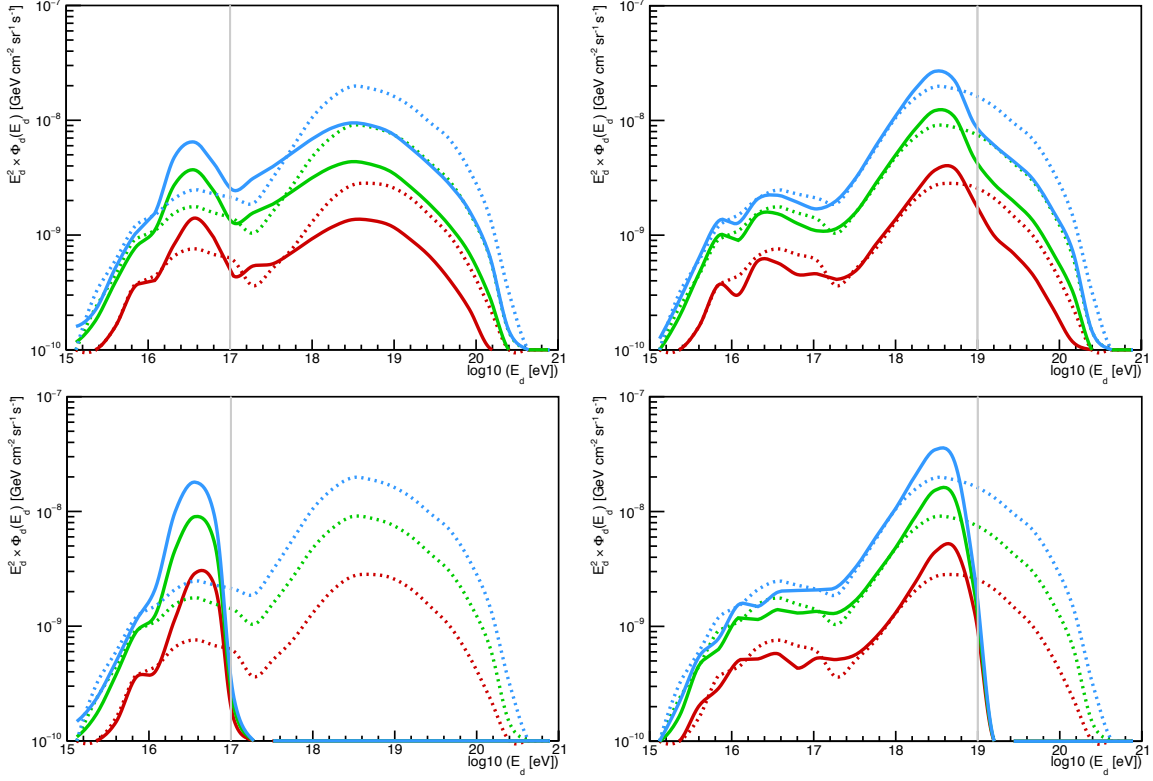 E_d^2 × Φ_d(E_d) [GeV cm^-2 sr^-1 s^-1]
10^-7
10^-8
10^-9
10^-10
15 16 17 18 19 20 21
log10 (E_d [eV])
E_d^2 × Φ_d(E_d) [GeV cm^-2 sr^-1 s^-1]
10^-7
10^-8
10^-9
10^-10
15 16 17 18 19 20 21
log10 (E_d [eV])
E_d^2 × Φ_d(E_d) [GeV cm^-2 sr^-1 s^-1]
10^-7
10^-8
10^-9
10^-10
15 16 17 18 19 20 21
log10 (E_d [eV])
E_d^2 × Φ_d(E_d) [GeV cm^-2 sr^-1 s^-1]
10^-7
10^-8
10^-9
10^-10
15 16 17 18 19 20 21
log10 (E_d [eV])